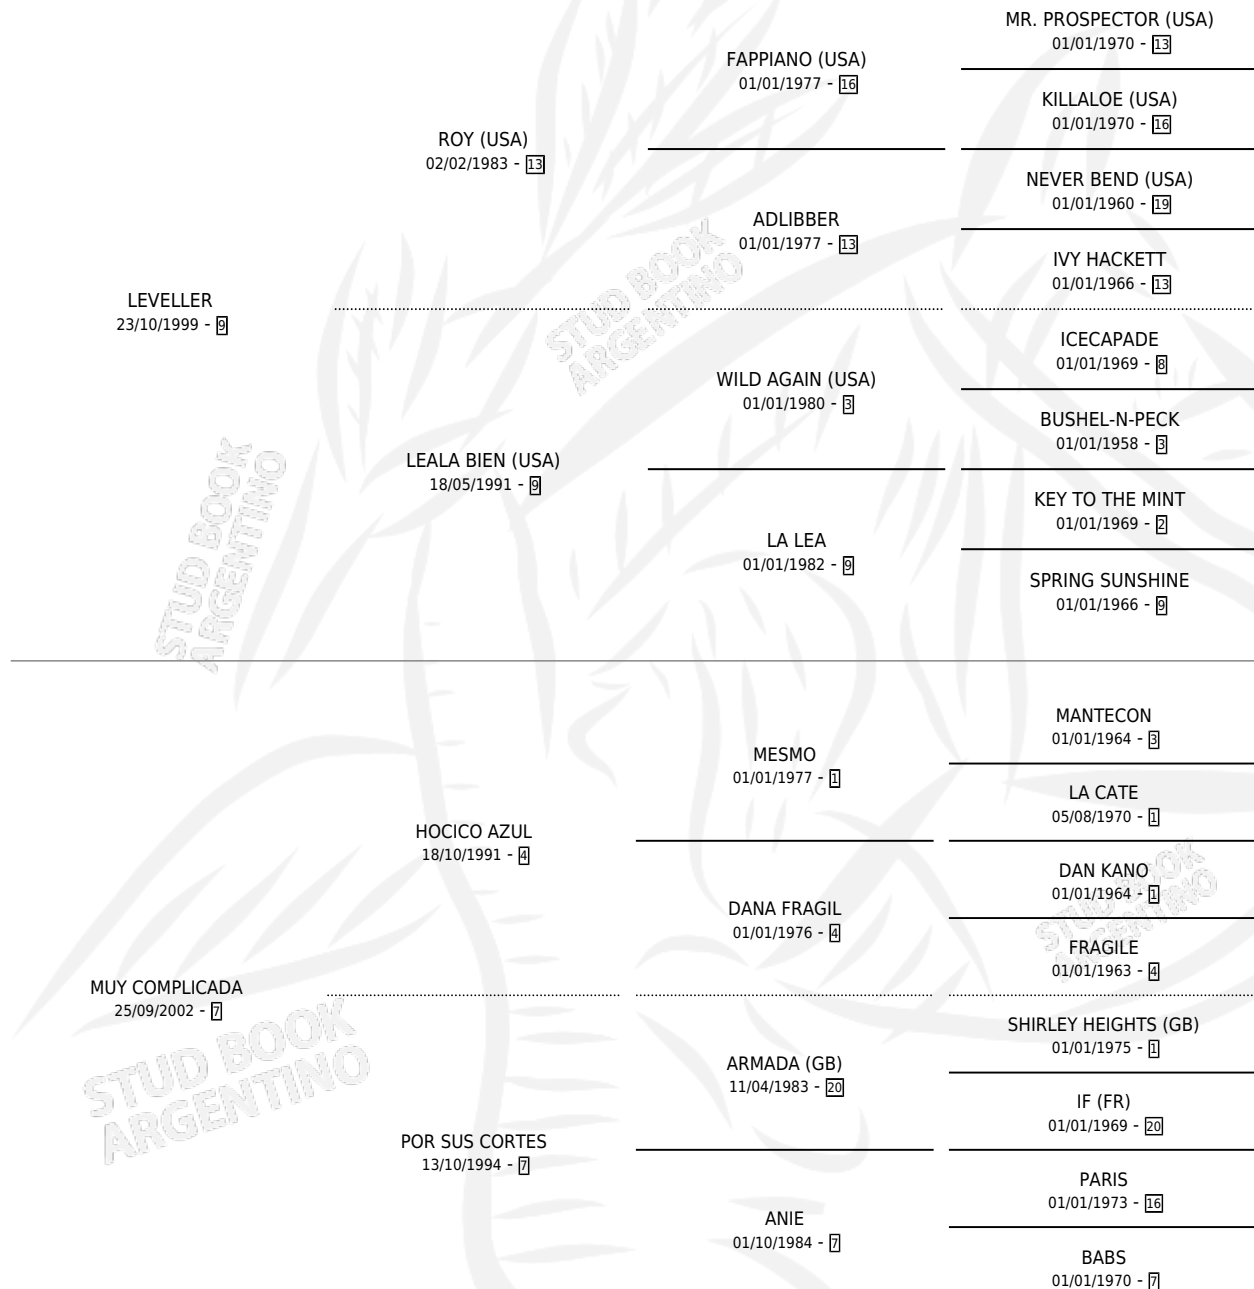 MR. PROSPECTOR (USA)
01/01/1970 - 13
FAPPIANO (USA)
01/01/1977 - 16
KILLALOE (USA)
01/01/1970 - 16
ROY (USA)
02/02/1983 - 13
NEVER BEND (USA)
01/01/1960 - 19
ADLIBBER
01/01/1977 - 13
IVY HACKETT
01/01/1966 - 13
LEVELLER
23/10/1999 - 9
ICECAPADE
01/01/1969 - 8
WILD AGAIN (USA)
01/01/1980 - 3
BUSHEL-N-PECK
01/01/1958 - 3
LEALA BIEN (USA)
18/05/1991 - 9
KEY TO THE MINT
01/01/1969 - 2
LA LEA
01/01/1982 - 9
SPRING SUNSHINE
01/01/1966 - 9
MANTECON
01/01/1964 - 3
MESMO
01/01/1977 - 1
LA CATE
05/08/1970 - 1
HOCICO AZUL
18/10/1991 - 4
DAN KANO
01/01/1964 - 1
DANA FRAGIL
01/01/1976 - 4
FRAGILE
01/01/1963 - 4
MUY COMPLICADA
25/09/2002 - 7
SHIRLEY HEIGHTS (GB)
01/01/1975 - 1
ARMADA (GB)
11/04/1983 - 20
IF (FR)
01/01/1969 - 20
POR SUS CORTES
13/10/1994 - 7
PARIS
01/01/1973 - 16
ANIE
01/10/1984 - 7
BABS
01/01/1970 - 7
STUD BOOK
ARGENTINO
STUD BOOK
ARGENTINO
STUD BOOK
ARGENTINO
STUD BOOK
ARGENTINO